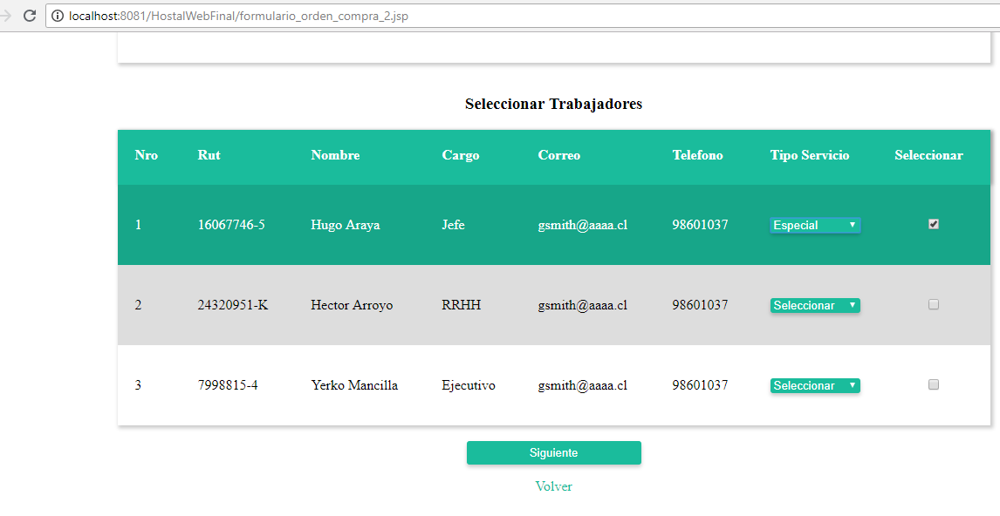 localhost:8081/HostalWebFinal/formulario_orden_compra_2.jsp
Seleccionar Trabajadores
Nro Rut Nombre Cargo Correo Telefono Tipo Servicio Seleccionar
1 16067746-5 Hugo Araya Jefe gsmith@aaaa.cl 98601037 Especial
2 24320951-K Hector Arroyo RRHH gsmith@aaaa.cl 98601037 Seleccionar
3 7998815-4 Yerko Mancilla Ejecutivo gsmith@aaaa.cl 98601037 Seleccionar
Siguiente
Volver